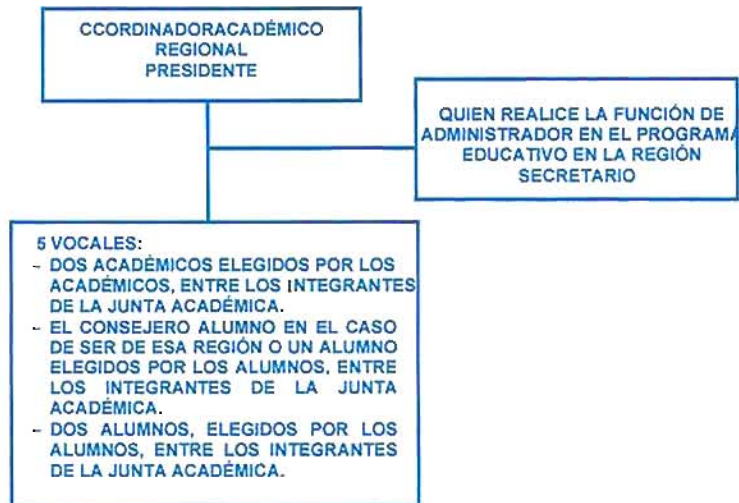 CCORDINADORACADÉMICO
REGIONAL
PRESIDENTE
QUIEN REALICE LA FUNCIÓN DE
ADMINISTRADOR EN EL PROGRAMA
EDUCATIVO EN LA REGIÓN
SECRETARIO
5 VOCALES:
- DOS ACADÉMICOS ELEGIDOS POR LOS
ACADÉMICOS, ENTRE LOS INTEGRANTES
DE LA JUNTA ACADÉMICA.
- EL CONSEJERO ALUMNO EN EL CASO
DE SER DE ESA REGIÓN O UN ALUMNO
ELEGIDOS POR LOS ALUMNOS, ENTRE
LOS INTEGRANTES DE LA JUNTA
ACADÉMICA.
- DOS ALUMNOS, ELEGIDOS POR LOS
ALUMNOS, ENTRE LOS INTEGRANTES
DE LA JUNTA ACADÉMICA.